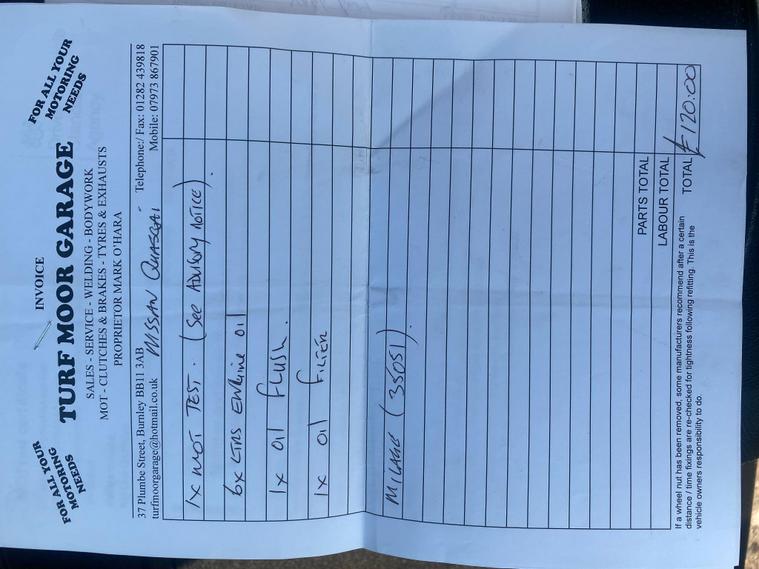 INVOICE
FOR ALL YOUR
MOTORING
NEEDS
TURF MOOR GARAGE
FOR ALL YOUR
MOTORING
NEEDS
SALES - SERVICE - WELDING - BODYWORK
MOT - CLUTCHES & BRAKES - TYRES & EXHAUSTS
PROPRIETOR MARK O'HARA
37 Plumbe Street, Burnley BB11 3AB Telephone:/ Fax: 01282 439818
turfmoorgarage@hotmail.co.uk Mobile: 07973 867901
NISSAN QUASQAI
1x MOT TEST. (SEE ADVISORY NOTICE).
6x LTRS ENGINE OIL
1x OIL FLUSH.
1x OIL FILTER
MILAGE (35051).
PARTS TOTAL
LABOUR TOTAL
TOTAL £120:00
If a wheel nut has been removed, some manufacturers recommend after a certain
distance / time fixings are re-checked for tightness following refitting. This is the
vehicle owners responsibility to do.